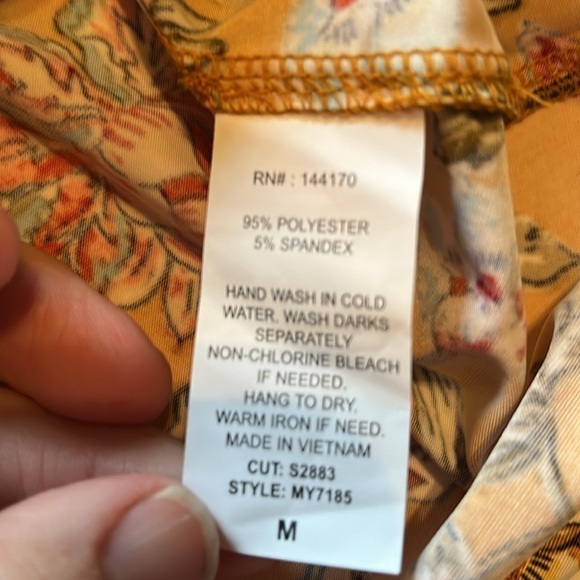 RN# : 144170
95% POLYESTER
5% SPANDEX
HAND WASH IN COLD
WATER. WASH DARKS
SEPARATELY
NON-CHLORINE BLEACH
IF NEEDED.
HANG TO DRY.
WARM IRON IF NEED.
MADE IN VIETNAM
CUT: S2883
STYLE: MY7185
M